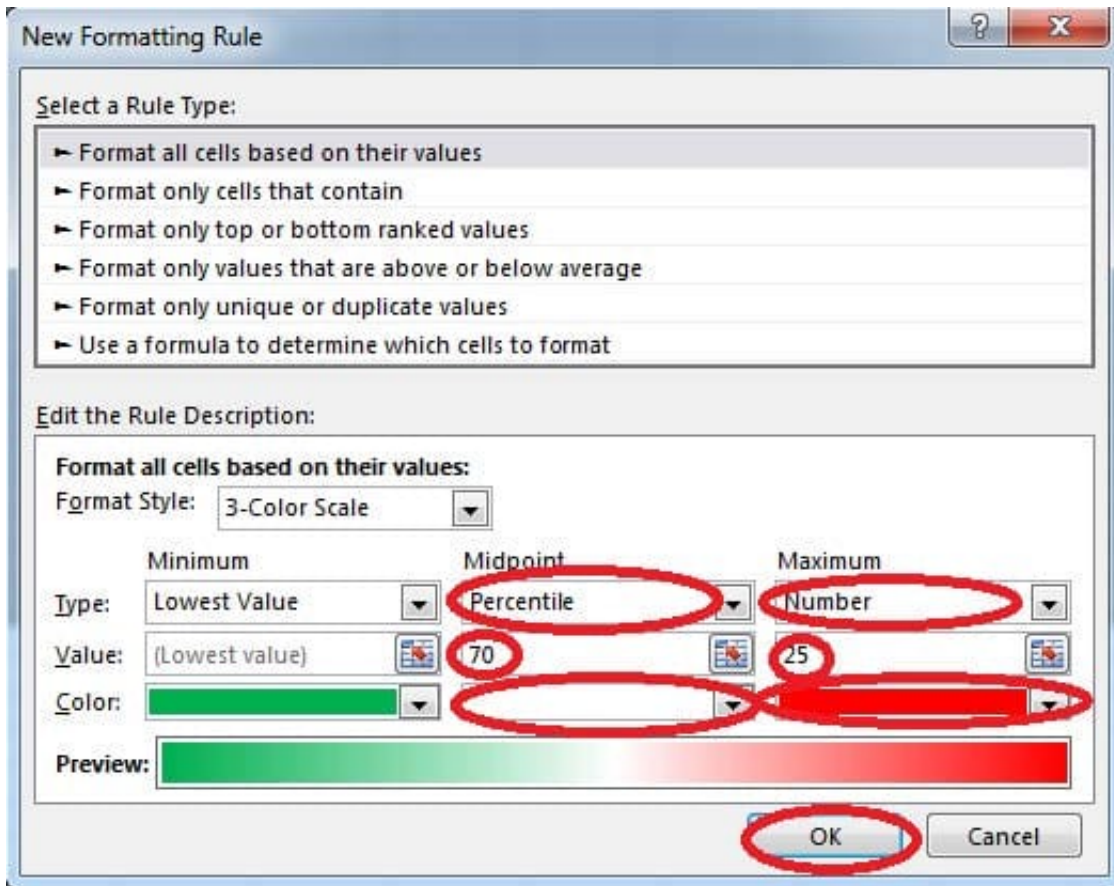 New Formatting Rule
Select a Rule Type:
► Format all cells based on their values
► Format only cells that contain
► Format only top or bottom ranked values
► Format only values that are above or below average
► Format only unique or duplicate values
► Use a formula to determine which cells to format
Edit the Rule Description:
Format all cells based on their values:
Format Style: 3-Color Scale
Minimum Midpoint Maximum
Type: Lowest Value Percentile Number
Value: (Lowest value) 70 25
Color:
Preview:
OK Cancel